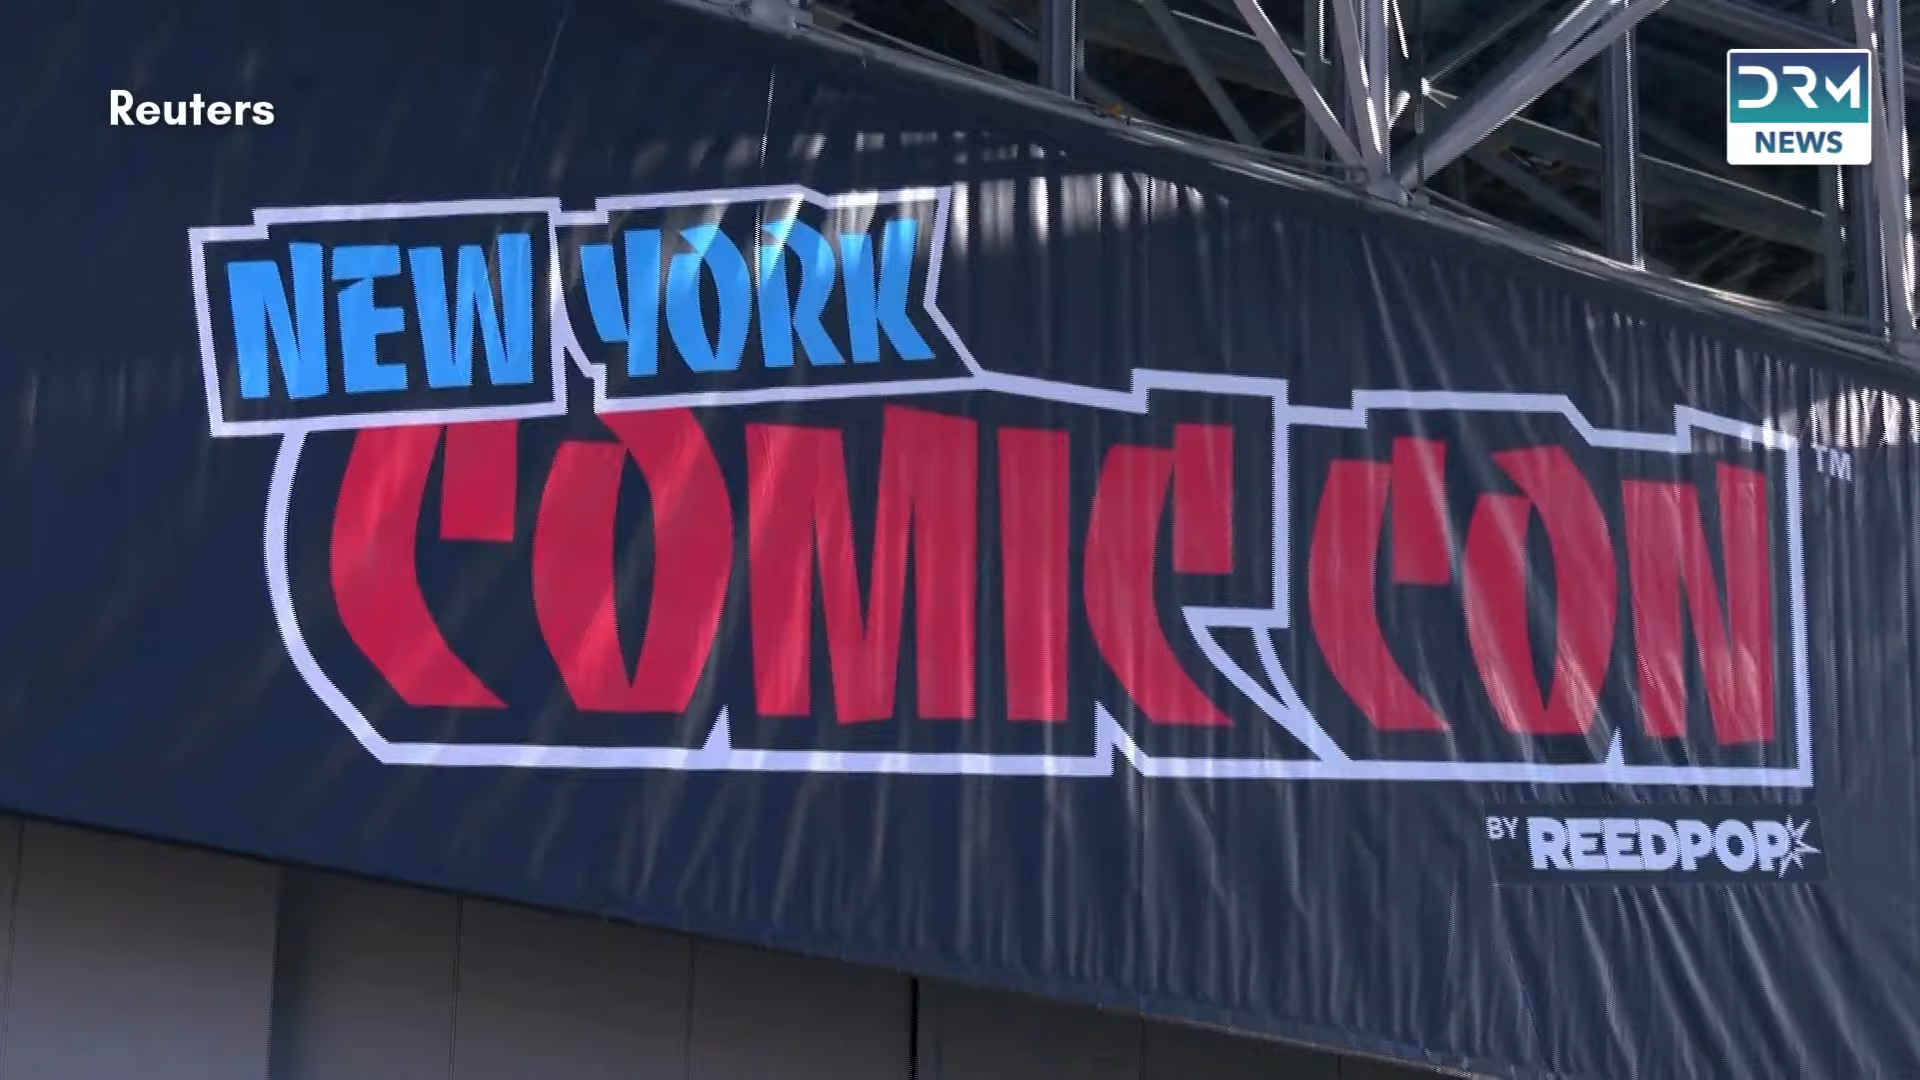 Reuters
DRM
NEWS
NEW YORK
COMIC CON
TM
BY REEDPOP